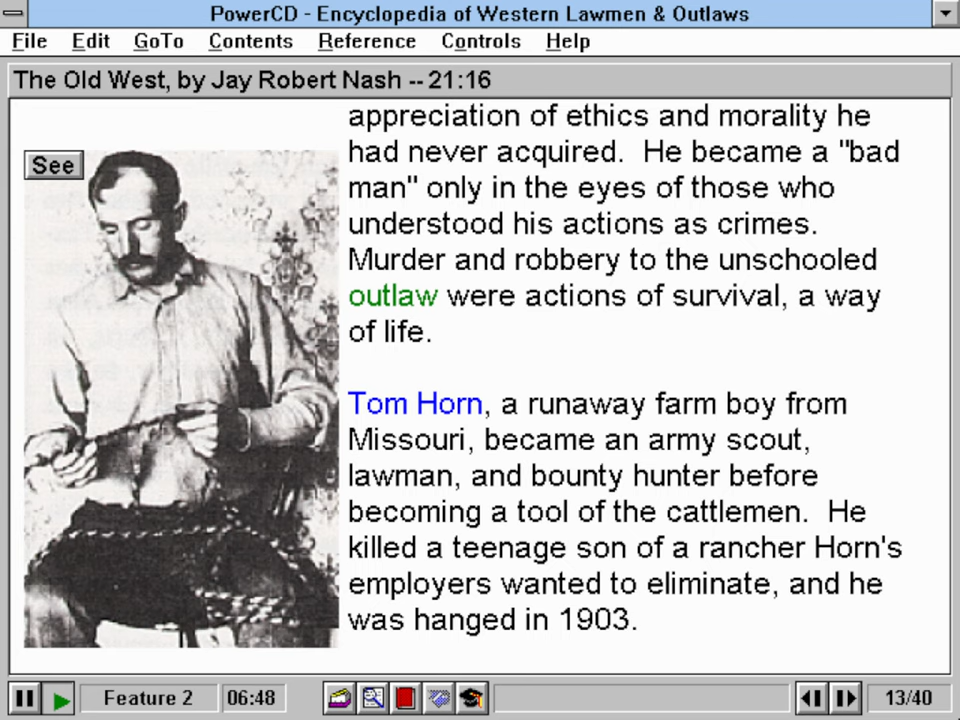 PowerCD - Encyclopedia of Western Lawmen & Outlaws
File Edit GoTo Contents Reference Controls Help
The Old West, by Jay Robert Nash -- 21:16
See
appreciation of ethics and morality he
had never acquired.  He became a "bad
man" only in the eyes of those who
understood his actions as crimes.
Murder and robbery to the unschooled
outlaw were actions of survival, a way
of life.
Tom Horn, a runaway farm boy from
Missouri, became an army scout,
lawman, and bounty hunter before
becoming a tool of the cattlemen.  He
killed a teenage son of a rancher Horn's
employers wanted to eliminate, and he
was hanged in 1903.
Feature 2 06:48 13/40